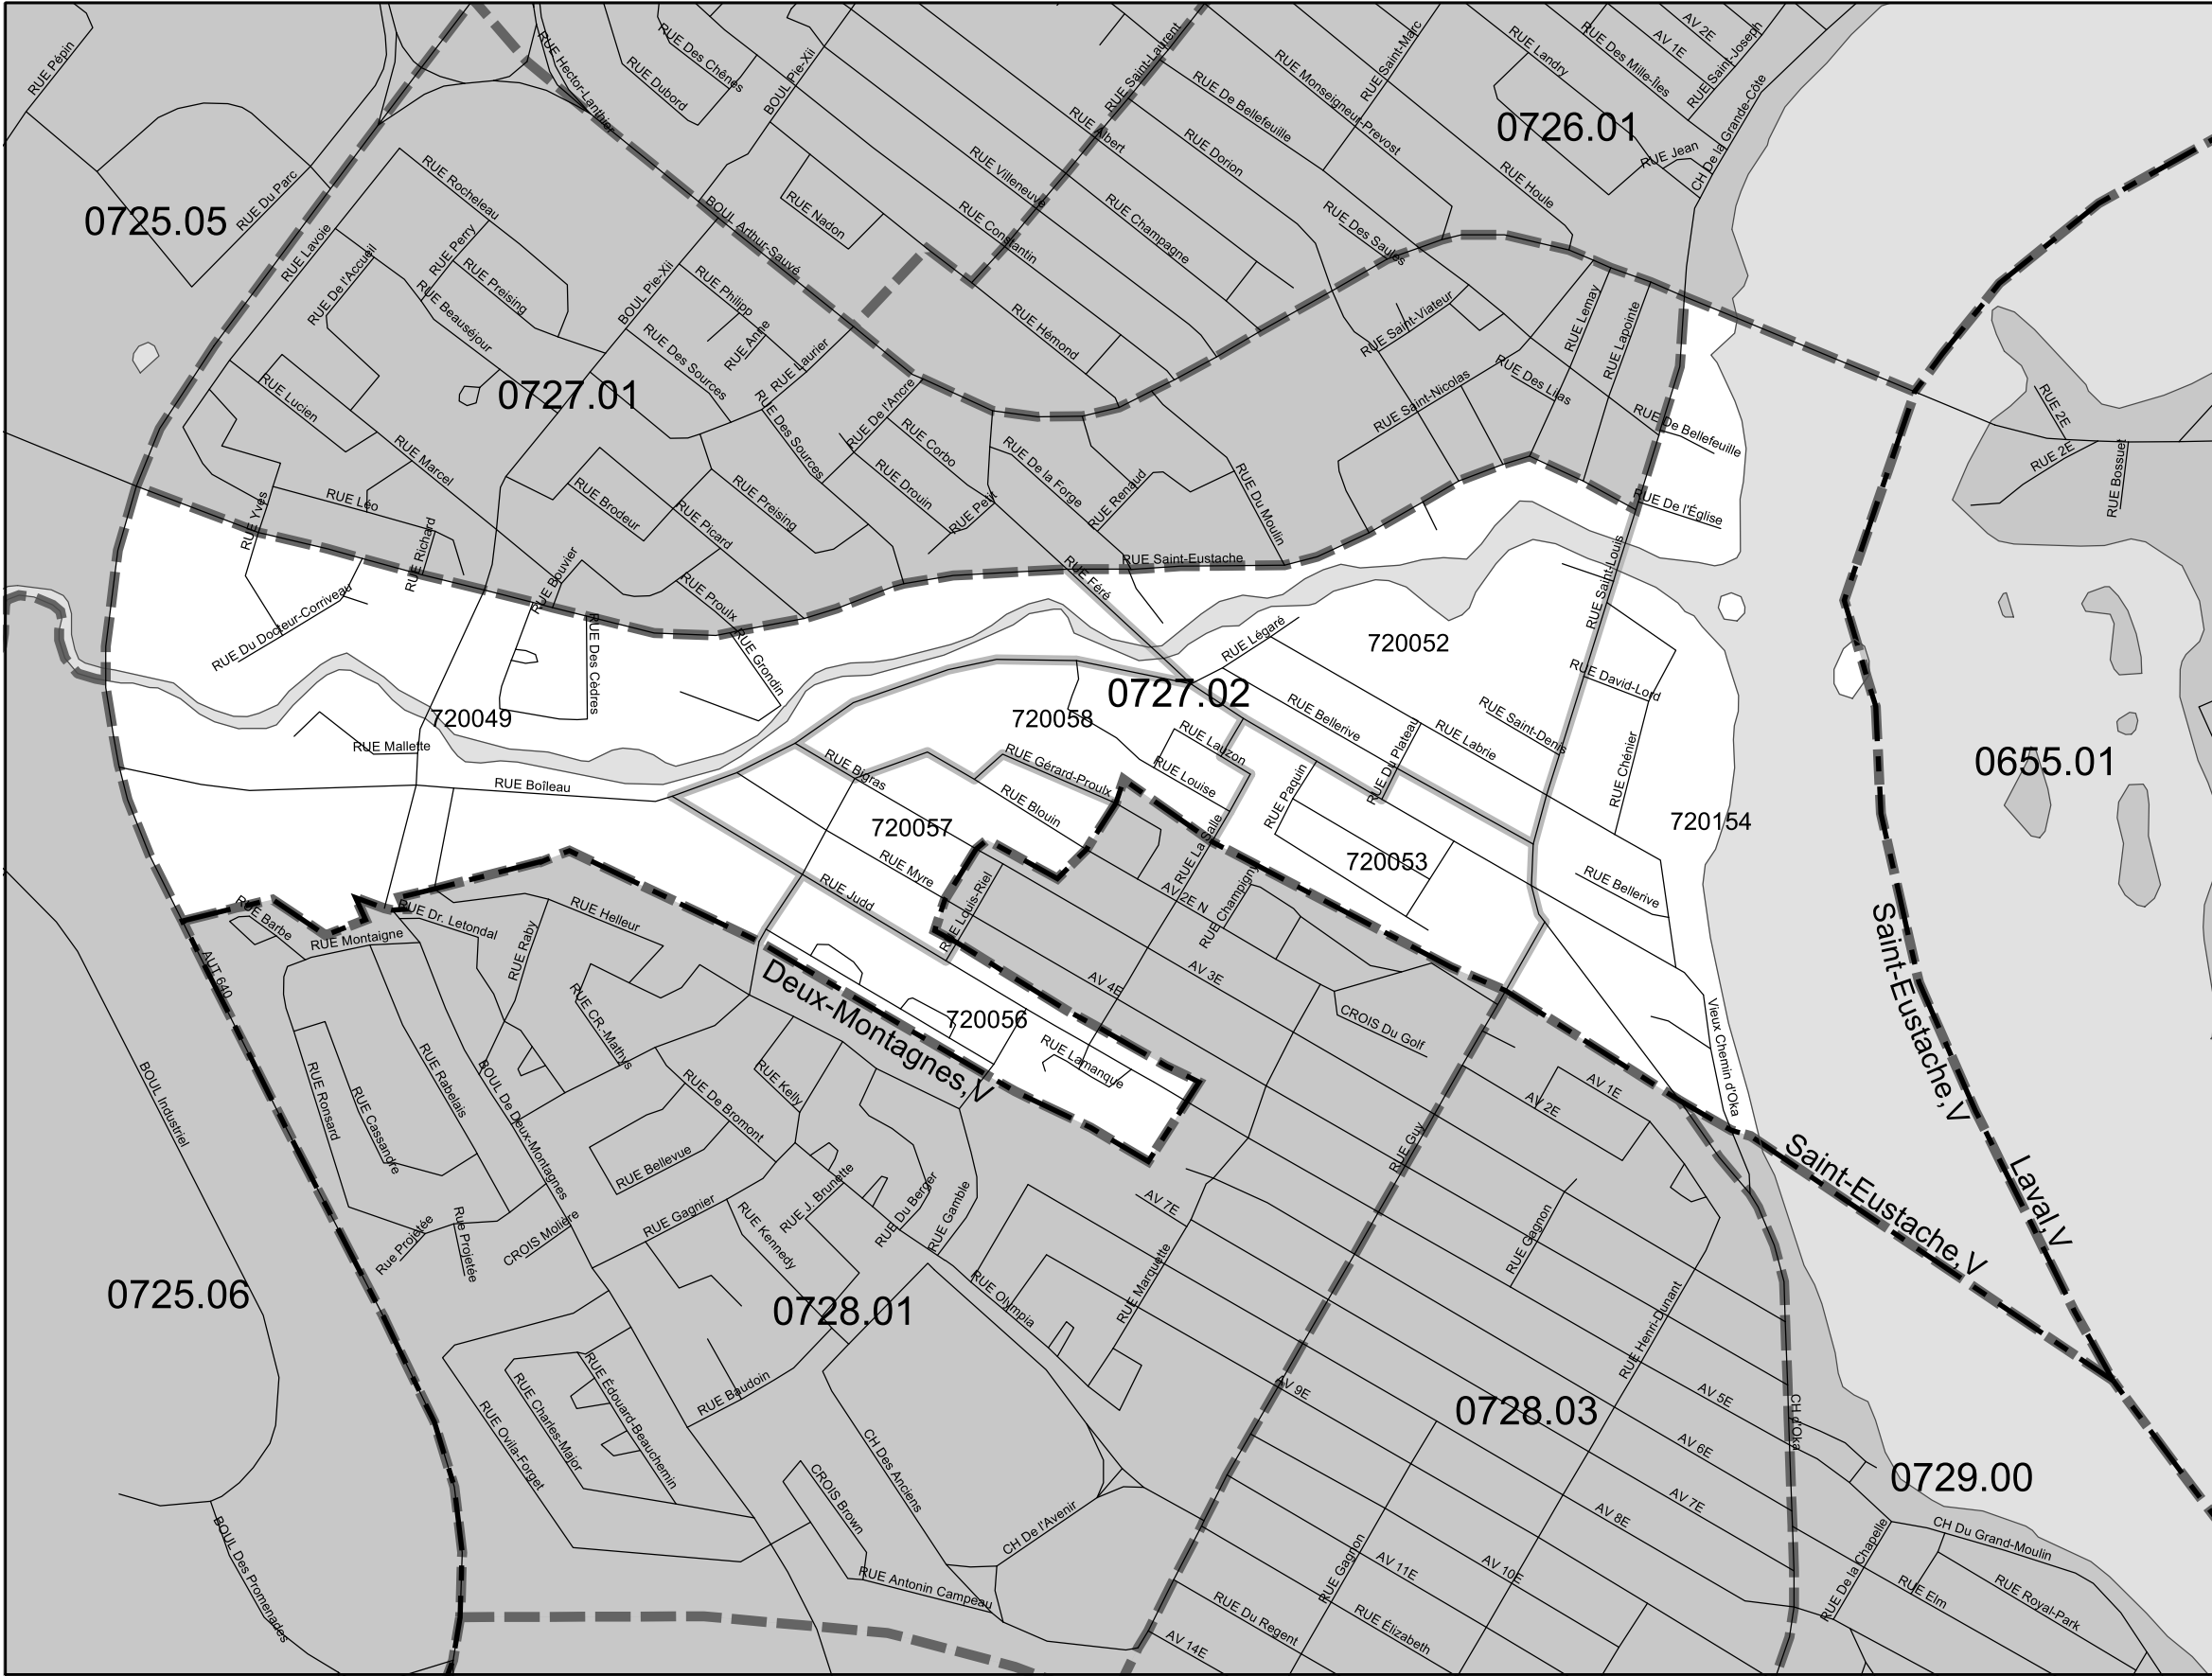 RUE Pépin
RUE Hector-Lanthier
RUE Des Chênes
RUE Dubord
BOUL Pie-Xii
RUE Saint-Laurent
RUE De Bellefeuille
RUE Monseigneur-Prevost
RUE Saint-Marc
RUE Landry
RUE Des Mille-Îles
AV 1E
AV 2E
RUE Saint-Joseph
CH De la Grande-Côte
RUE Albert
RUE Dorion
0726.01
RUE Jean
RUE Houle
RUE Villeneuve
RUE Constantin
RUE Champagne
RUE Des Saules
RUE Nadon
BOUL Arthur-Sauvé
RUE Rocheleau
0725.05
RUE Du Parc
RUE Lavoie
RUE De l'Accueil
RUE Perry
RUE Preising
RUE Beauséjour
BOUL Pie-Xii
RUE Philipp
RUE Anne
RUE Des Sources
RUE Laurier
RUE Hémond
RUE Saint-Viateur
RUE Lemay
RUE Lapointe
RUE Des Lilas
RUE Saint-Nicolas
RUE De Bellefeuille
RUE De l'Église
RUE 2E
RUE 2E
RUE Bossuet
RUE Lucien
0727.01
RUE Des Sources
RUE De l'Ancre
RUE Corbo
RUE Drouin
RUE Petit
RUE De la Forge
RUE Renaud
RUE Du Moulin
RUE Marcel
RUE Léo
RUE Yves
RUE Richard
RUE Brodeur
RUE Picard
RUE Preising
RUE Bouvier
RUE Proulx
RUE Saint-Eustache
RUE Féré
RUE Saint-Louis
RUE Du Docteur-Corriveau
RUE Des Cèdres
RUE Grondin
RUE Légaré
720052
RUE David-Lord
0727.02
720049
720058
RUE Mallette
RUE Boîleau
RUE Lauzon
RUE Louise
RUE Bellerive
RUE Du Plateau
RUE Labrie
RUE Saint-Denis
RUE Chénier
0655.01
RUE Bigras
RUE Gérard-Proulx
RUE Blouin
RUE Paquin
720057
720154
720053
RUE Myre
RUE Judd
RUE La Salle
AV 2E N
RUE Champigny
RUE Louis-Riel
RUE Bellerive
RUE Barbe
RUE Montaigne
RUE Dr. Letondal
RUE Helleur
RUE Raby
AUT 640
AV 3E
AV 4E
Deux-Montagnes,V
720056
RUE Lamanque
CROIS Du Golf
Vieux Chemin d'Oka
Saint-Eustache,V
RUE CR.-Mathys
BOUL Industriel
RUE Ronsard
RUE Cassandre
RUE Rabelais
BOUL De Deux-Montagnes
RUE De Bromont
RUE Kelly
RUE Bellevue
AV 1E
AV 2E
RUE Guy
Saint-Eustache,V
Laval,V
RUE Gagnier
RUE Kennedy
RUE J. Brunette
RUE Du Berger
RUE Gamble
AV 7E
RUE Gagnon
Rue Projetée
Rue Projetée
CROIS Molière
0725.06
0728.01
RUE Olympia
RUE Marquette
RUE Henri-Dunant
RUE Édouard-Beauchemin
RUE Charles-Major
RUE Ovila-Forget
RUE Baudoin
AV 9E
0728.03
AV 5E
AV 6E
CH d'Oka
0729.00
CH Des Anciens
CROIS Brown
CH De l'Avenir
RUE Antonin Campeau
AV 7E
AV 8E
BOUL Des Promenades
RUE Gagnon
AV 11E
AV 10E
RUE Du Regent
RUE Élizabeth
AV 14E
RUE De la Chapelle
CH Du Grand-Moulin
RUE Elm
RUE Royal-Park